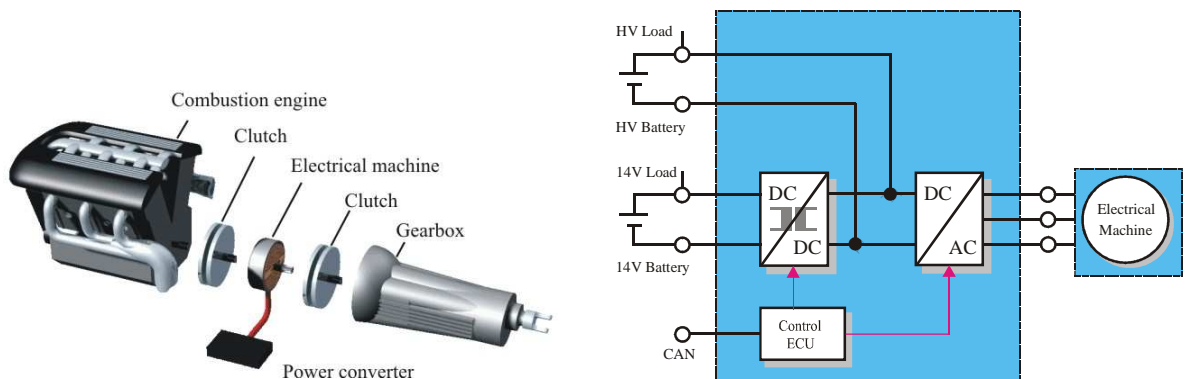 Combustion engine
Clutch
Electrical machine
Clutch
Gearbox
Power converter
HV Load
HV Battery
14V Load
14V Battery
DC
DC
DC
AC
Control
ECU
CAN
Electrical
Machine